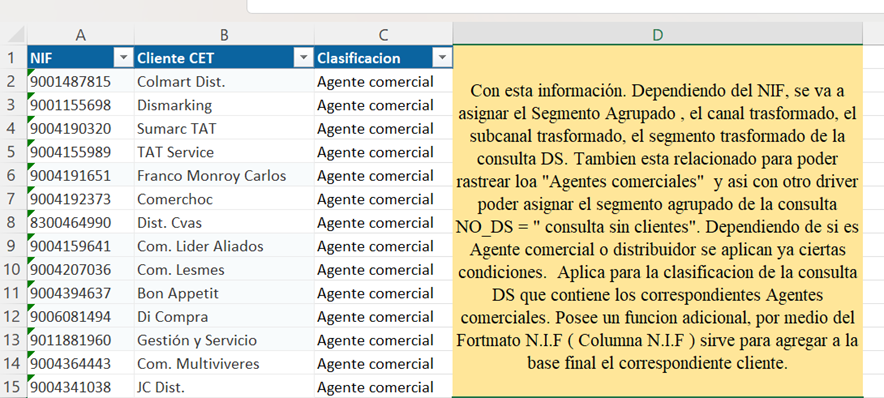 A B C D
1 NIF Cliente CET Clasificacion
2 9001487815 Colmart Dist. Agente comercial
3 9001155698 Dismarking Agente comercial
4 9004190320 Sumarc TAT Agente comercial
5 9004155989 TAT Service Agente comercial
6 9004191651 Franco Monroy Carlos Agente comercial
7 9004192373 Comerchoc Agente comercial
8 8300464990 Dist. Cvas Agente comercial
9 9004159641 Com. Lider Aliados Agente comercial
10 9004207036 Com. Lesmes Agente comercial
11 9004394637 Bon Appetit Agente comercial
12 9006081494 Di Compra Agente comercial
13 9011881960 Gestión y Servicio Agente comercial
14 9004364443 Com. Multiviveres Agente comercial
15 9004341038 JC Dist. Agente comercial
Con esta información. Dependiendo del NIF, se va a
asignar el Segmento Agrupado , el canal trasformado, el
subcanal trasformado, el segmento trasformado de la
consulta DS. Tambien esta relacionado para poder
rastrear loa "Agentes comerciales" y asi con otro driver
poder asignar el segmento agrupado de la consulta
NO_DS = " consulta sin clientes". Dependiendo de si es
Agente comercial o distribuidor se aplican ya ciertas
condiciones. Aplica para la clasificacion de la consulta
DS que contiene los correspondientes Agentes
comerciales. Posee un funcion adicional, por medio del
Fortmato N.I.F ( Columna N.I.F ) sirve para agregar a la
base final el correspondiente cliente.